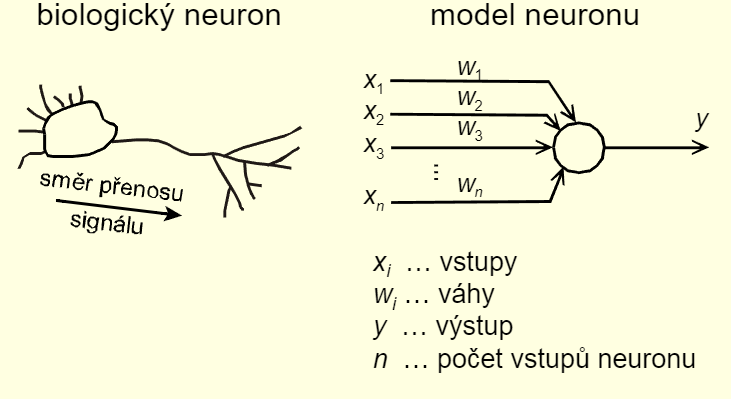 biologický neuron
směr přenosu
signálu
model neuronu
x1 w1
x2 w2
x3 w3
y
⋮
xn wn
xi … vstupy
wi … váhy
y … výstup
n … počet vstupů neuronu